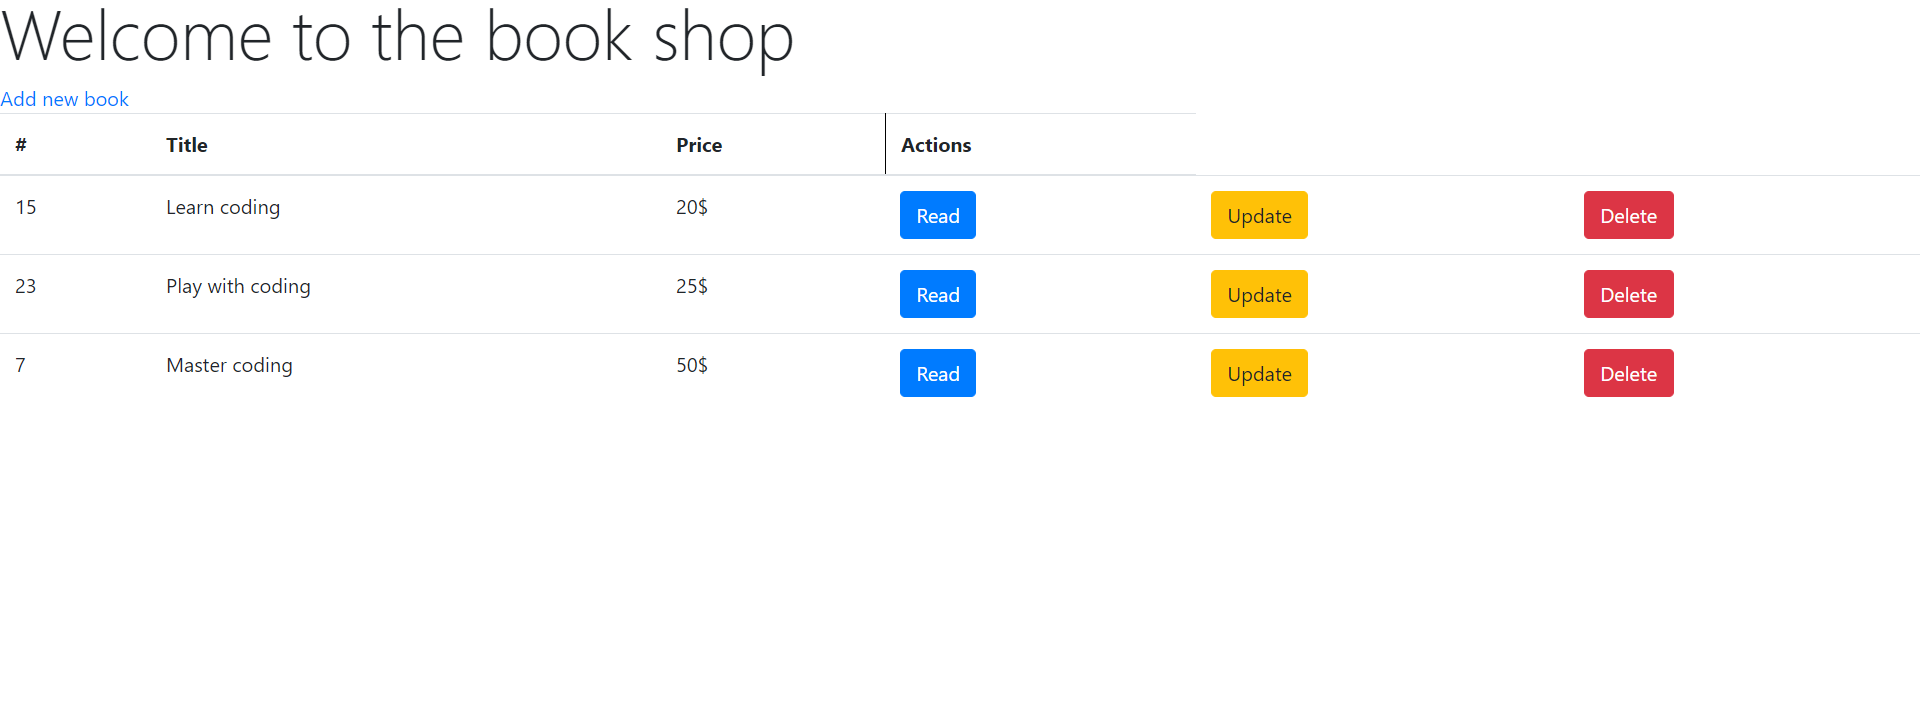 Welcome to the book shop
Add new book
# Title Price Actions
15 Learn coding 20$ Read Update Delete
23 Play with coding 25$ Read Update Delete
7 Master coding 50$ Read Update Delete